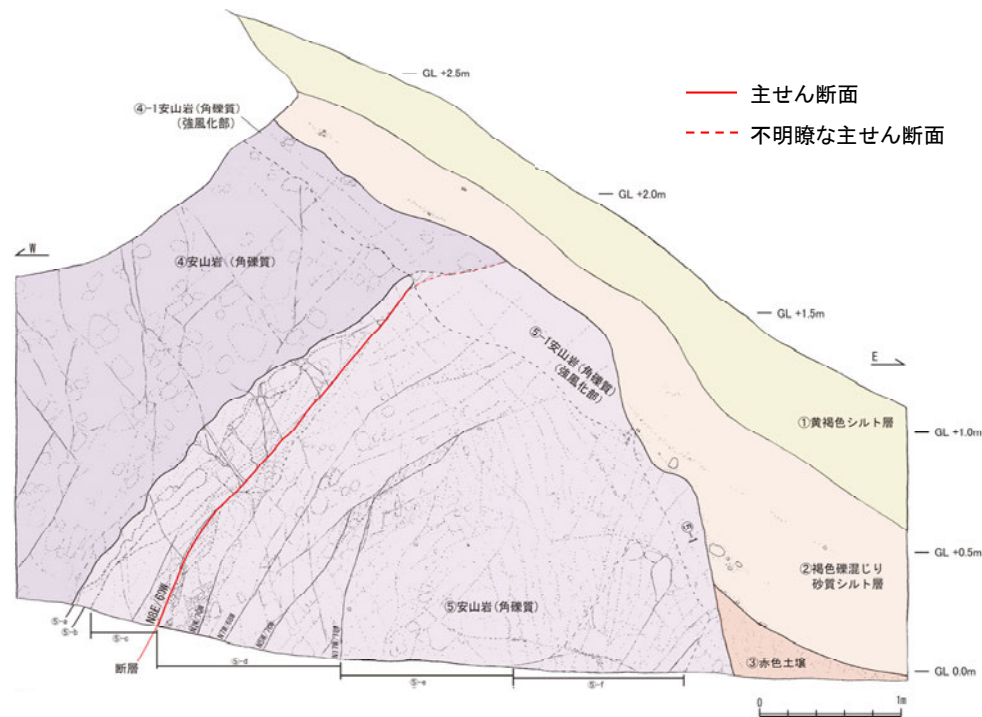 GL +2.5m
主せん断面
④-1安山岩(角礫質)
(強風化部)
不明瞭な主せん断面
GL +2.0m
W
④安山岩(角礫質)
GL +1.5m
⑤-1安山岩(角礫質)
(強風化部)
E
①黄褐色シルト層
GL +1.0m
⑤-1
GL +0.5m
②褐色礫混じり
砂質シルト層
N8E/60W
⑤安山岩(角礫質)
⑤-a
⑤-b
⑤-c
断層
⑤-d
⑤-e
⑤-f
③赤色土壌
GL 0.0m
0
1m